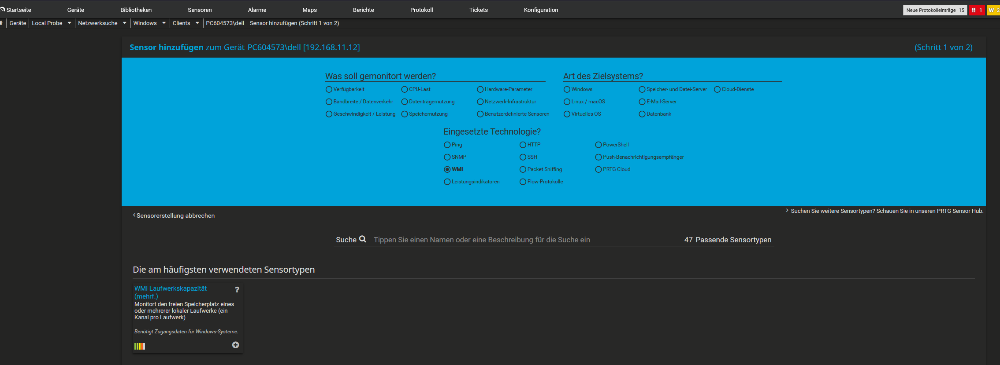 Startseite Geräte Bibliotheken Sensoren Alarme Maps Berichte Protokoll Tickets Konfiguration Neue Protokolleinträge 15 !! 1 W 2
Geräte Local Probe Netzwerksuche Windows Clients PC604573\dell Sensor hinzufügen (Schritt 1 von 2)
Sensor hinzufügen zum Gerät PC604573\dell [192.168.11.12] (Schritt 1 von 2)
Was soll gemonitort werden? Art des Zielsystems?
Verfügbarkeit CPU-Last Hardware-Parameter Windows Speicher- und Datei-Server Cloud-Dienste
Bandbreite / Datenverkehr Datenträgernutzung Netzwerk-Infrastruktur Linux / macOS E-Mail-Server
Geschwindigkeit / Leistung Speichernutzung Benutzerdefinierte Sensoren Virtuelles OS Datenbank
Eingesetzte Technologie?
Ping HTTP PowerShell
SNMP SSH Push-Benachrichtigungsempfänger
WMI Packet Sniffing PRTG Cloud
Leistungsindikatoren Flow-Protokolle
Suchen Sie weitere Sensortypen? Schauen Sie in unseren PRTG Sensor Hub.
Sensorerstellung abbrechen
Suche Tippen Sie einen Namen oder eine Beschreibung für die Suche ein 47 Passende Sensortypen
Die am häufigsten verwendeten Sensortypen
WMI Laufwerkskapazität ?
(mehrf.)
Monitort den freien Speicherplatz eines
oder mehrerer lokaler Laufwerke (ein
Kanal pro Laufwerk)
Benötigt Zugangsdaten für Windows-Systeme.